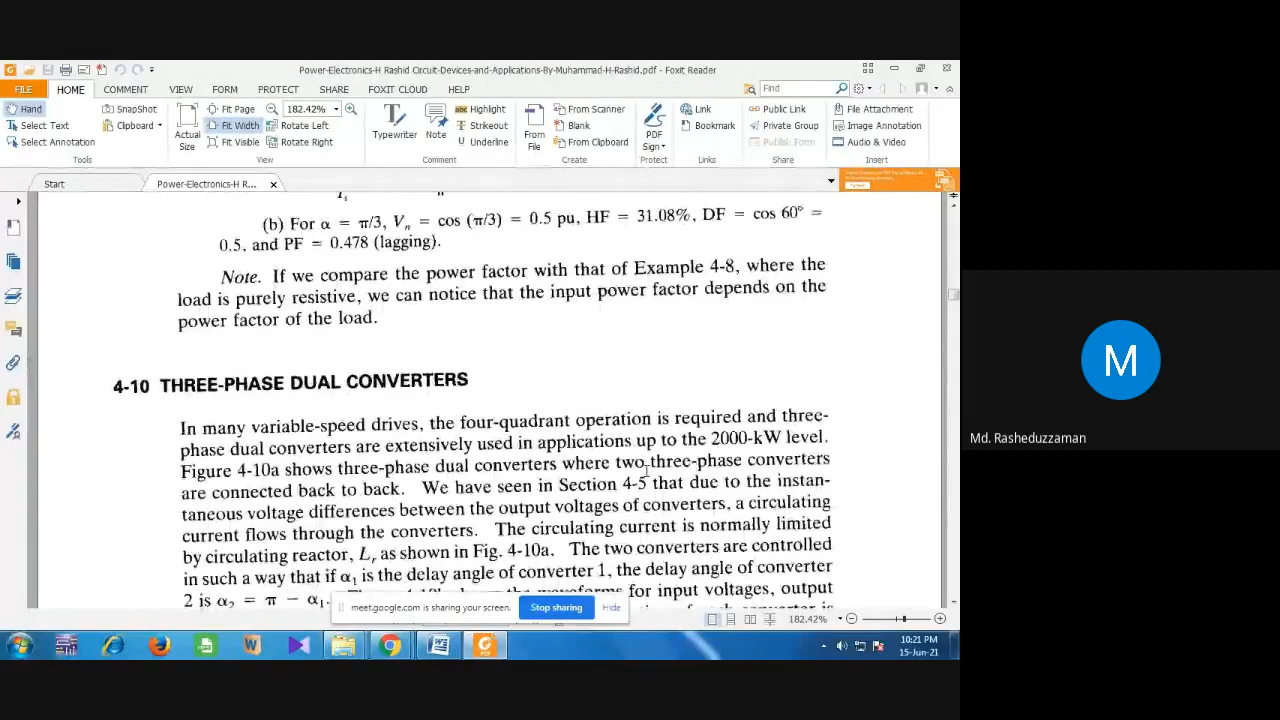 Power-Electronics-H Rashid Circuit-Devices-and-Applications-By-Muhammad-H-Rashid.pdf - Foxit Reader
FILE HOME COMMENT VIEW FORM PROTECT SHARE FOXIT CLOUD HELP Find
Hand
Select Text
Select Annotation
SnapShot
Clipboard
Tools
Actual Size
Fit Page
Fit Width
Fit Visible
182.42%
Rotate Left
Rotate Right
View
Typewriter
Note
Highlight
Strikeout
Underline
Comment
From File
From Scanner
Blank
From Clipboard
Create
PDF Sign
Protect
Link
Bookmark
Links
Public Link
Private Group
Publish Form
Share
File Attachment
Image Annotation
Audio & Video
Insert
Start
Power-Electronics-H R...
(b) For α = π/3, Vn = cos (π/3) = 0.5 pu, HF = 31.08%, DF = cos 60° =
0.5, and PF = 0.478 (lagging).
Note. If we compare the power factor with that of Example 4-8, where the
load is purely resistive, we can notice that the input power factor depends on the
power factor of the load.
4-10 THREE-PHASE DUAL CONVERTERS
In many variable-speed drives, the four-quadrant operation is required and three-
phase dual converters are extensively used in applications up to the 2000-kW level.
Figure 4-10a shows three-phase dual converters where two three-phase converters
are connected back to back. We have seen in Section 4-5 that due to the instan-
taneous voltage differences between the output voltages of converters, a circulating
current flows through the converters. The circulating current is normally limited
by circulating reactor, Lr as shown in Fig. 4-10a. The two converters are controlled
in such a way that if α1 is the delay angle of converter 1, the delay angle of converter
2 is α2 = π − α1. for input voltages, output
meet.google.com is sharing your screen. Stop sharing Hide
182.42%
10:21 PM
15-Jun-21
M
Md. Rasheduzzaman